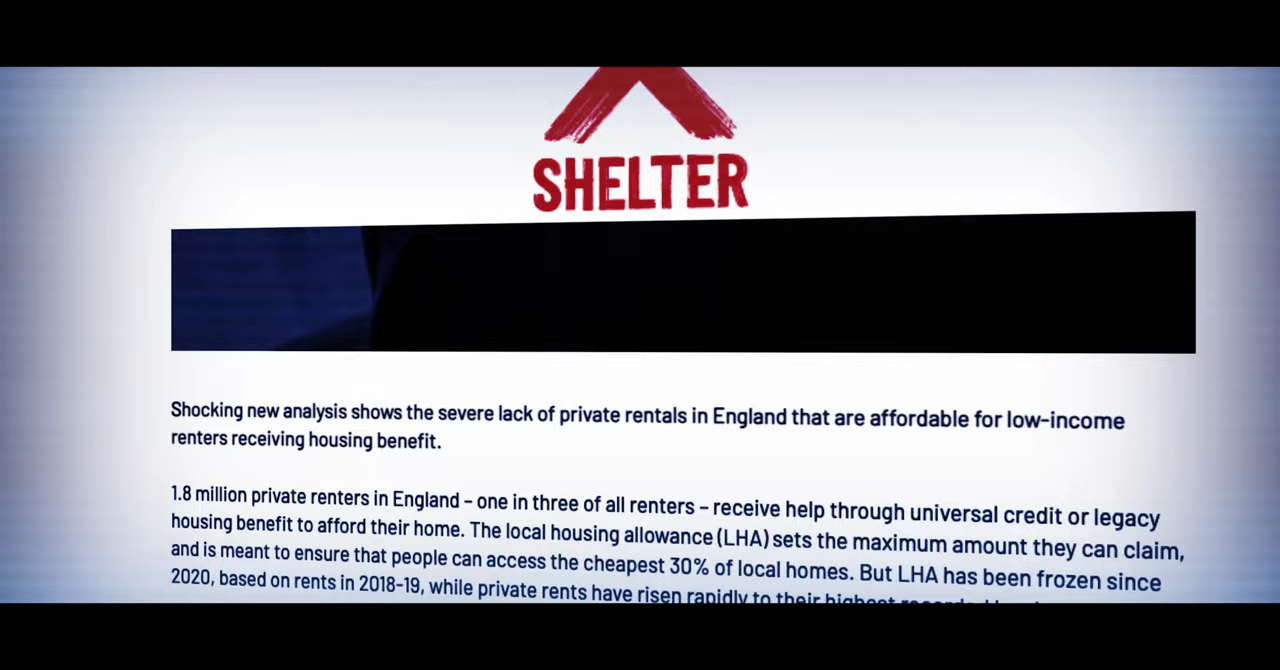 SHELTER
Shocking new analysis shows the severe lack of private rentals in England that are affordable for low-income
renters receiving housing benefit.
1.8 million private renters in England – one in three of all renters – receive help through universal credit or legacy
housing benefit to afford their home. The local housing allowance (LHA) sets the maximum amount they can claim,
and is meant to ensure that people can access the cheapest 30% of local homes. But LHA has been frozen since
2020, based on rents in 2018-19, while private rents have risen rapidly to their highest